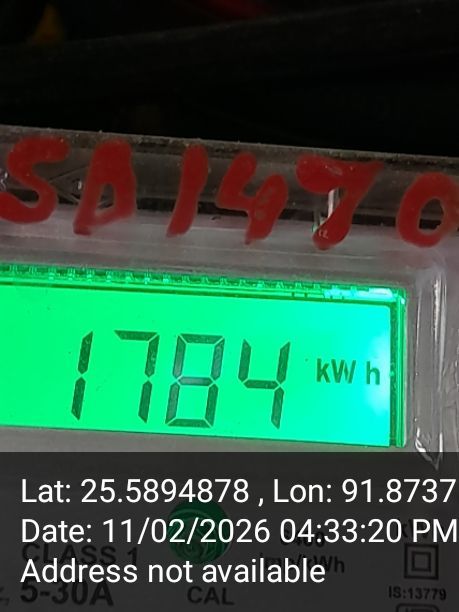 SA1470
1784 kWh
Lat: 25.5894878 , Lon: 91.8737
Date: 11/02/2026 04:33:20 PM
CLASS 1
Address not available
5-30A
CAL
IS:13779